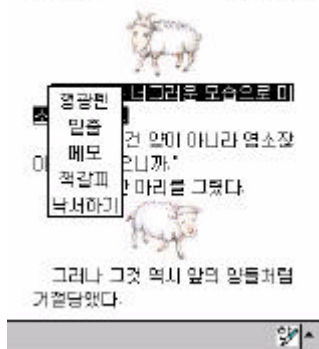 너그러운 모습으로 미
형광펜
밑줄
메모
책갈피
낙서하기
건 양이 아니라 염소잖
마리를 그렸다.
그러나 그것 역시 앞의 양들처럼
거절당했다.